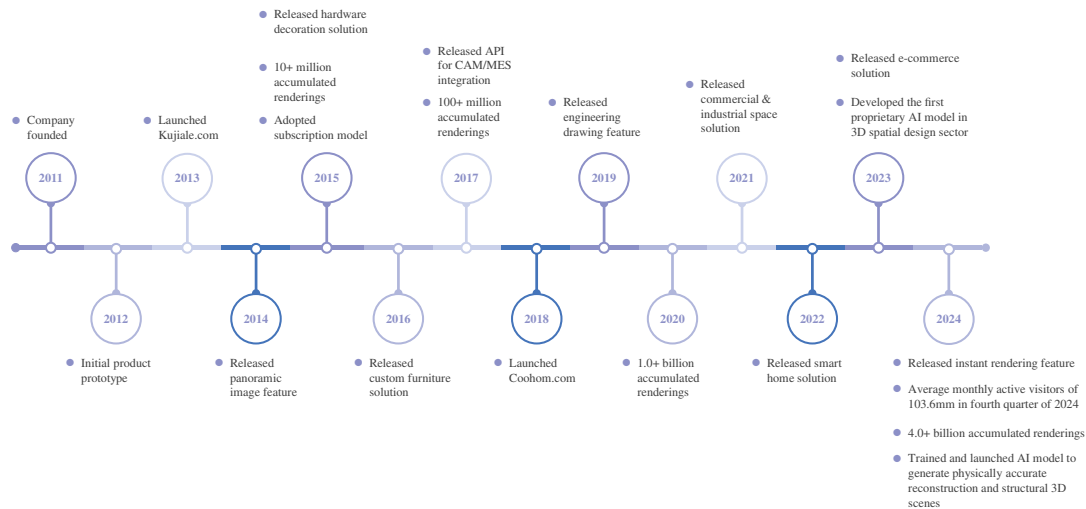 Released hardware
decoration solution
10+ million
accumulated
renderings
Adopted
subscription model
Released API
for CAM/MES
integration
100+ million
accumulated
renderings
Released e-commerce
solution
Developed the first
proprietary AI model in
3D spatial design sector
Released
commercial &
industrial space
solution
Released
engineering
drawing feature
Company
founded
Launched
Kujiale.com
2011
2013
2015
2017
2019
2021
2023
2012
2014
2016
2018
2020
2022
2024
Initial product
prototype
Released
panoramic
image feature
Released
custom furniture
solution
Launched
Coohom.com
1.0+ billion
accumulated
renderings
Released smart
home solution
Released instant rendering feature
Average monthly active visitors of
103.6mm in fourth quarter of 2024
4.0+ billion accumulated renderings
Trained and launched AI model to
generate physically accurate
reconstruction and structural 3D
scenes